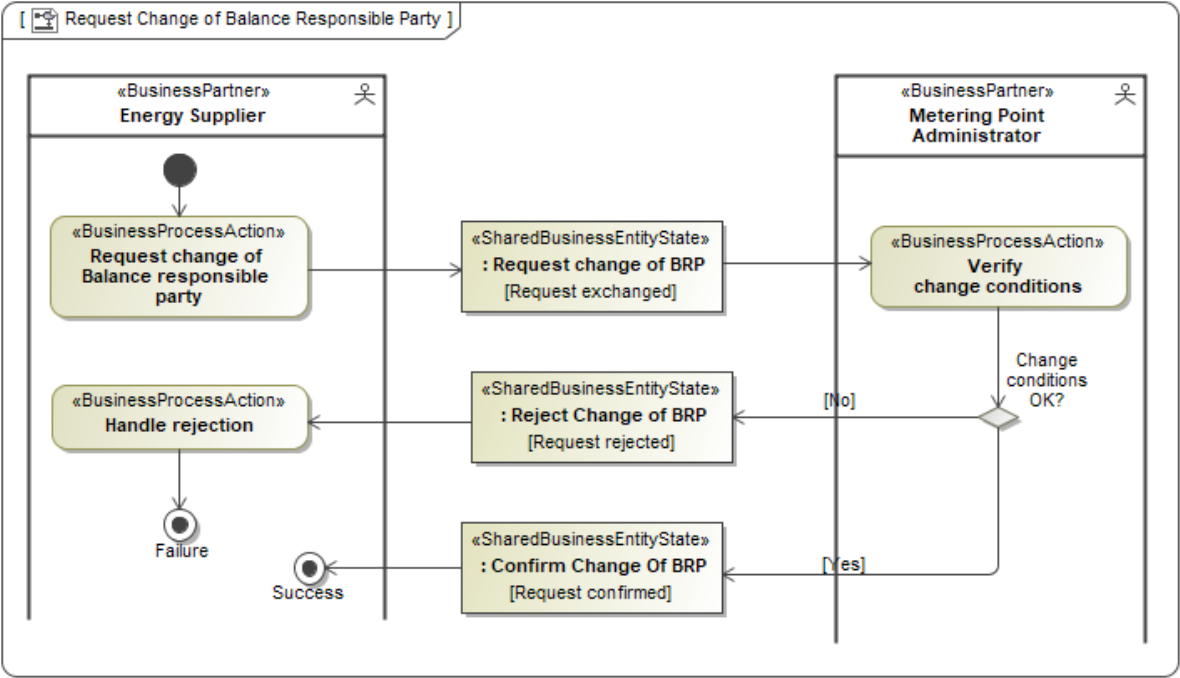 [ Request Change of Balance Responsible Party ]
«BusinessPartner»
Energy Supplier
«BusinessPartner»
Metering Point
Administrator
«BusinessProcessAction»
Request change of
Balance responsible
party
«SharedBusinessEntityState»
: Request change of BRP
[Request exchanged]
«BusinessProcessAction»
Verify
change conditions
Change
conditions
OK?
[No]
«SharedBusinessEntityState»
: Reject Change of BRP
[Request rejected]
«BusinessProcessAction»
Handle rejection
Failure
[Yes]
«SharedBusinessEntityState»
: Confirm Change Of BRP
[Request confirmed]
Success